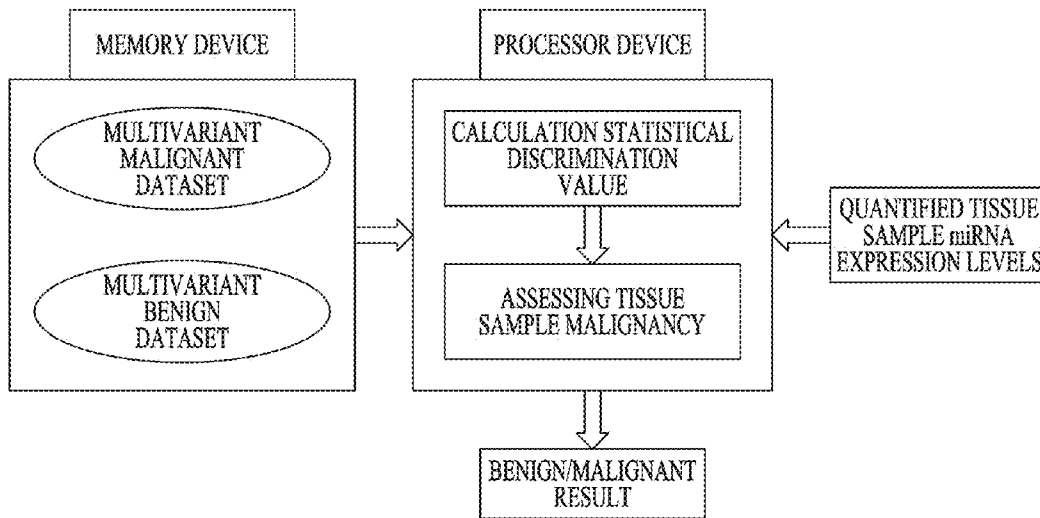 MEMORY DEVICE
MULTIVARIANT
MALIGNANT
DATASET
MULTIVARIANT
BENIGN
DATASET
PROCESSOR DEVICE
CALCULATION STATISTICAL
DISCRIMINATION
VALUE
ASSESSING TISSUE
SAMPLE MALIGNANCY
QUANTIFIED TISSUE
SAMPLE miRNA
EXPRESSION LEVELS
BENIGN/MALIGNANT
RESULT